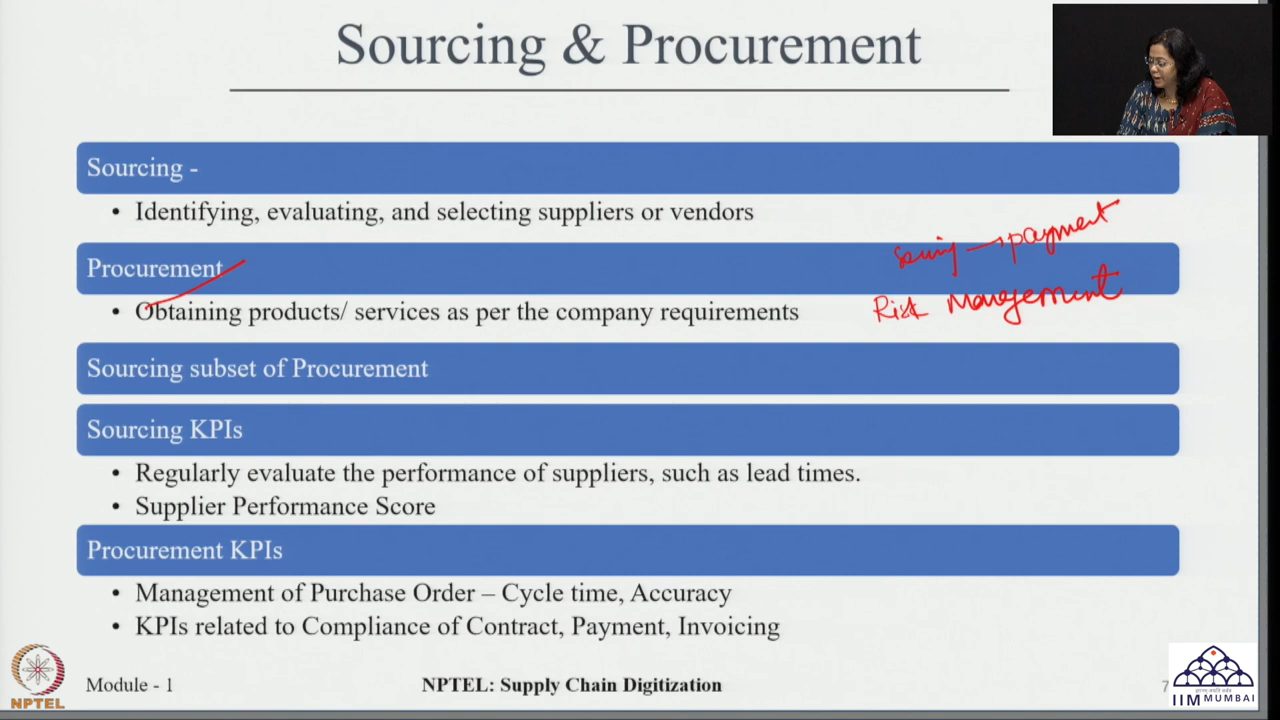 Sourcing & Procurement
Sourcing -
• Identifying, evaluating, and selecting suppliers or vendors
Procurement
• Obtaining products/ services as per the company requirements
→ payment
Risk Management
Sourcing subset of Procurement
Sourcing KPIs
• Regularly evaluate the performance of suppliers, such as lead times.
• Supplier Performance Score
Procurement KPIs
• Management of Purchase Order – Cycle time, Accuracy
• KPIs related to Compliance of Contract, Payment, Invoicing
NPTEL
Module - 1
NPTEL: Supply Chain Digitization
7
IIM MUMBAI